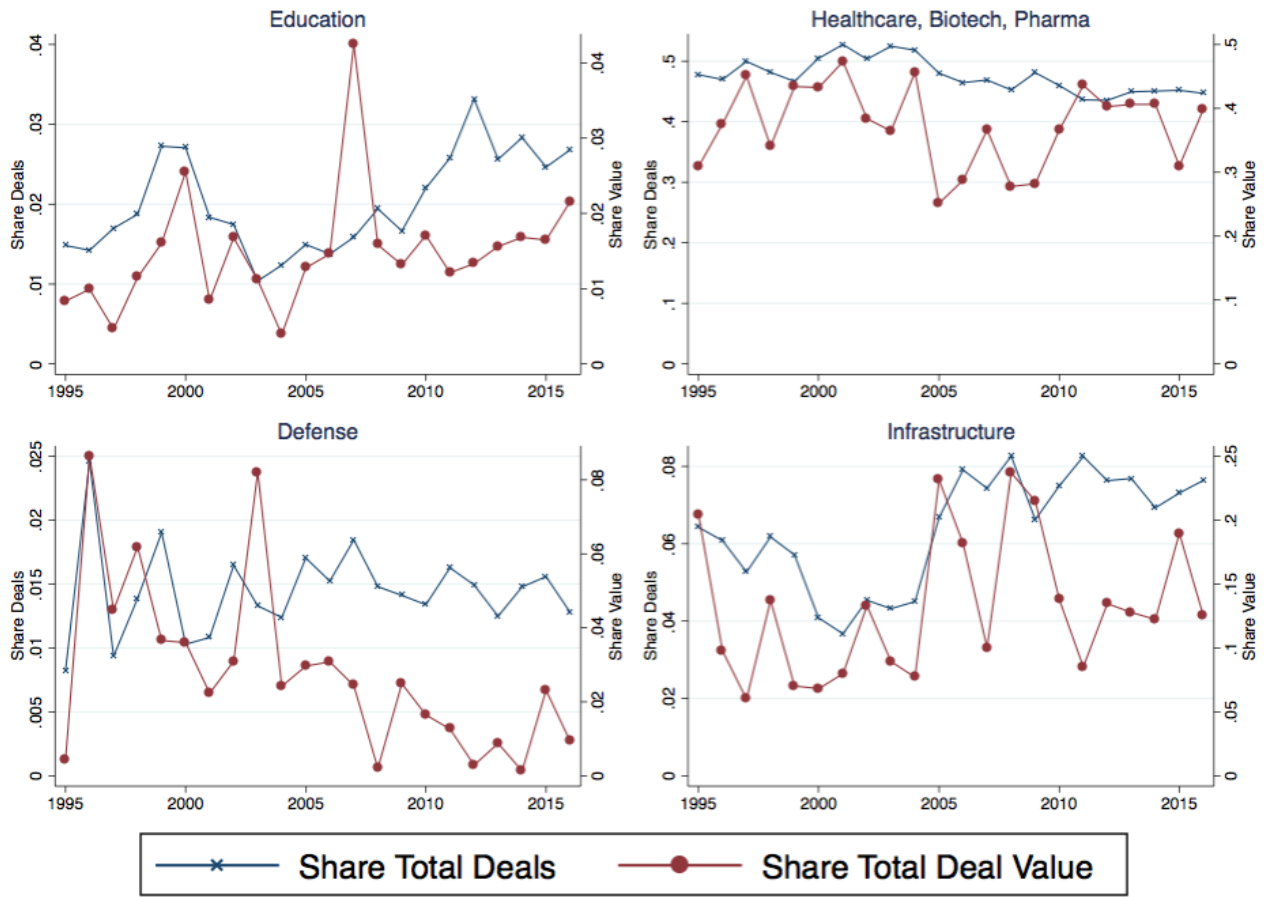 Education
Share Deals
0 .01 .02 .03 .04
Share Value
0 .01 .02 .03 .04
1995 2000 2005 2010 2015
Healthcare, Biotech, Pharma
Share Deals
0 .1 .2 .3 .4 .5
Share Value
0 .1 .2 .3 .4 .5
1995 2000 2005 2010 2015
Defense
Share Deals
0 .005 .01 .015 .02 .025
Share Value
0 .02 .04 .06 .08
1995 2000 2005 2010 2015
Infrastructure
Share Deals
0 .02 .04 .06 .08
Share Value
0 .05 .1 .15 .2 .25
1995 2000 2005 2010 2015
Share Total Deals Share Total Deal Value